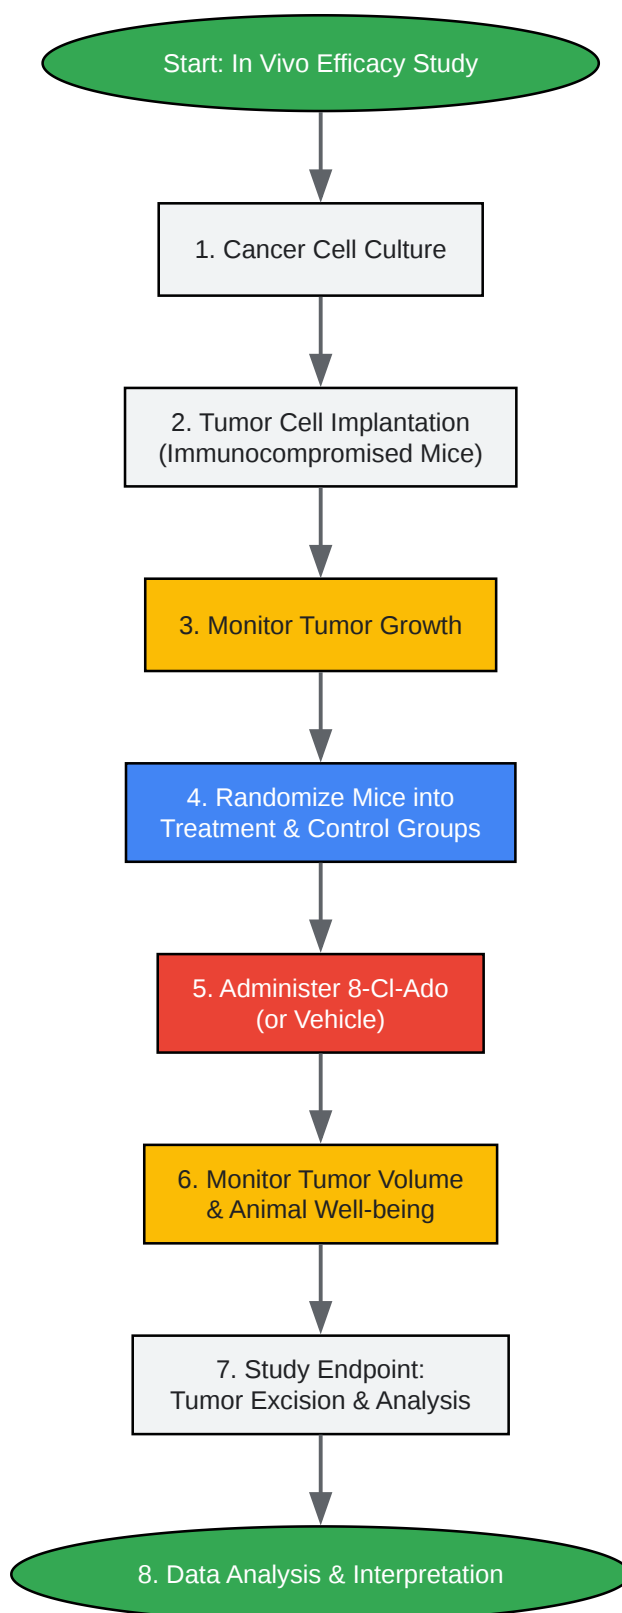 Start: In Vivo Efficacy Study
1. Cancer Cell Culture
2. Tumor Cell Implantation
(Immunocompromised Mice)
3. Monitor Tumor Growth
4. Randomize Mice into
Treatment & Control Groups
5. Administer 8-Cl-Ado
(or Vehicle)
6. Monitor Tumor Volume
& Animal Well-being
7. Study Endpoint:
Tumor Excision & Analysis
8. Data Analysis & Interpretation